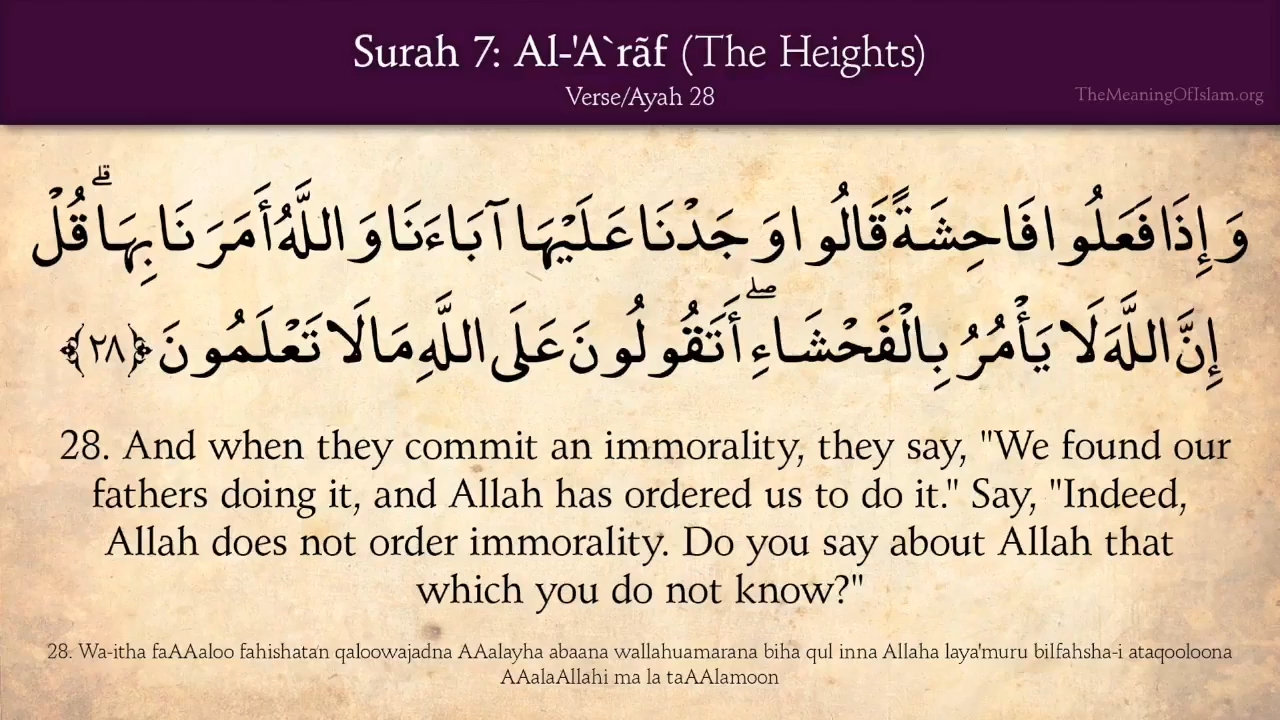 Surah 7: Al-'A`rãf (The Heights)
Verse/Ayah 28
TheMeaningOfIslam.org
وَإِذَا فَعَلُوا فَاحِشَةً قَالُوا وَجَدْنَا عَلَيْهَا آبَاءَنَا وَاللَّهُ أَمَرَنَا بِهَا ۗ قُلْ
إِنَّ اللَّهَ لَا يَأْمُرُ بِالْفَحْشَاءِ ۖ أَتَقُولُونَ عَلَى اللَّهِ مَا لَا تَعْلَمُونَ ﴿٢٨﴾
28. And when they commit an immorality, they say, "We found our
fathers doing it, and Allah has ordered us to do it." Say, "Indeed,
Allah does not order immorality. Do you say about Allah that
which you do not know?"
28. Wa-itha faAAaloo fahishatan qaloowajadna AAalayha abaana wallahuamarana biha qul inna Allaha laya'muru bilfahsha-i ataqooloona
AAalaAllahi ma la taAAlamoon